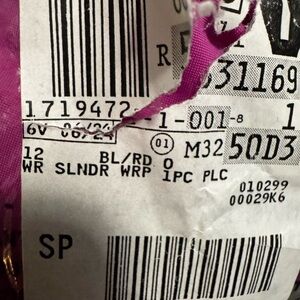 R
31169
1719472
1-001-8 1
6V 06/24
01 M32 50D3
12 BL/RD 0
WR SLNDR WRP 1PC PLC
010299
00029K6
SP